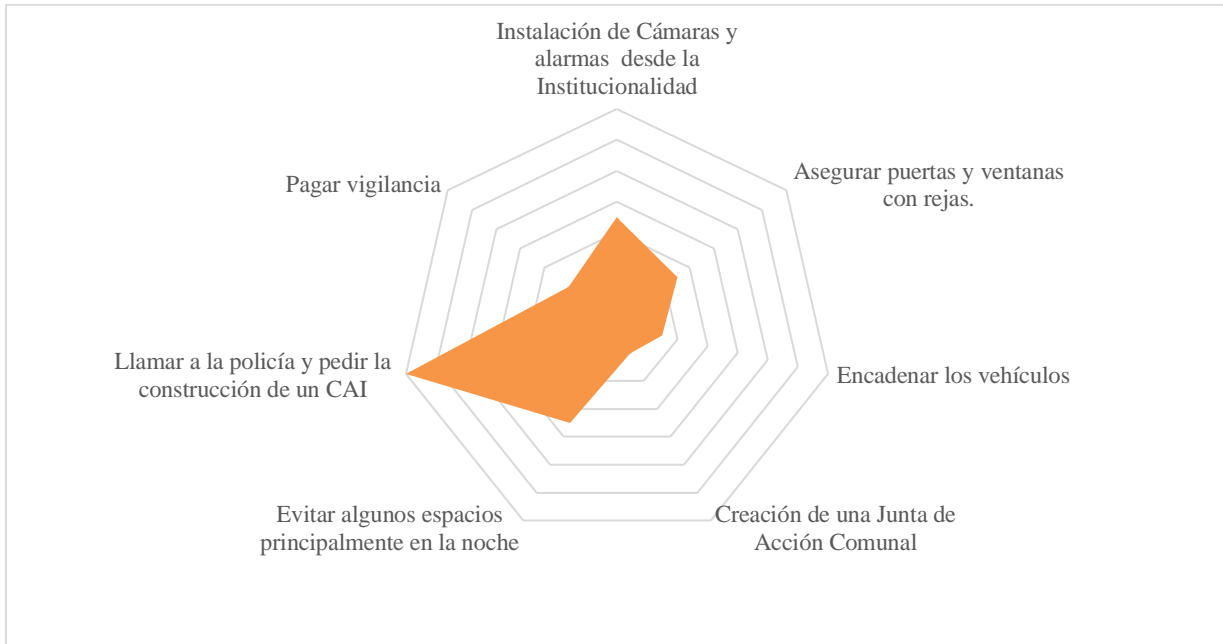 Instalación de Cámaras y
alarmas desde la
Institucionalidad
Asegurar puertas y ventanas
con rejas.
Encadenar los vehículos
Creación de una Junta de
Acción Comunal
Evitar algunos espacios
principalmente en la noche
Llamar a la policía y pedir la
construcción de un CAI
Pagar vigilancia